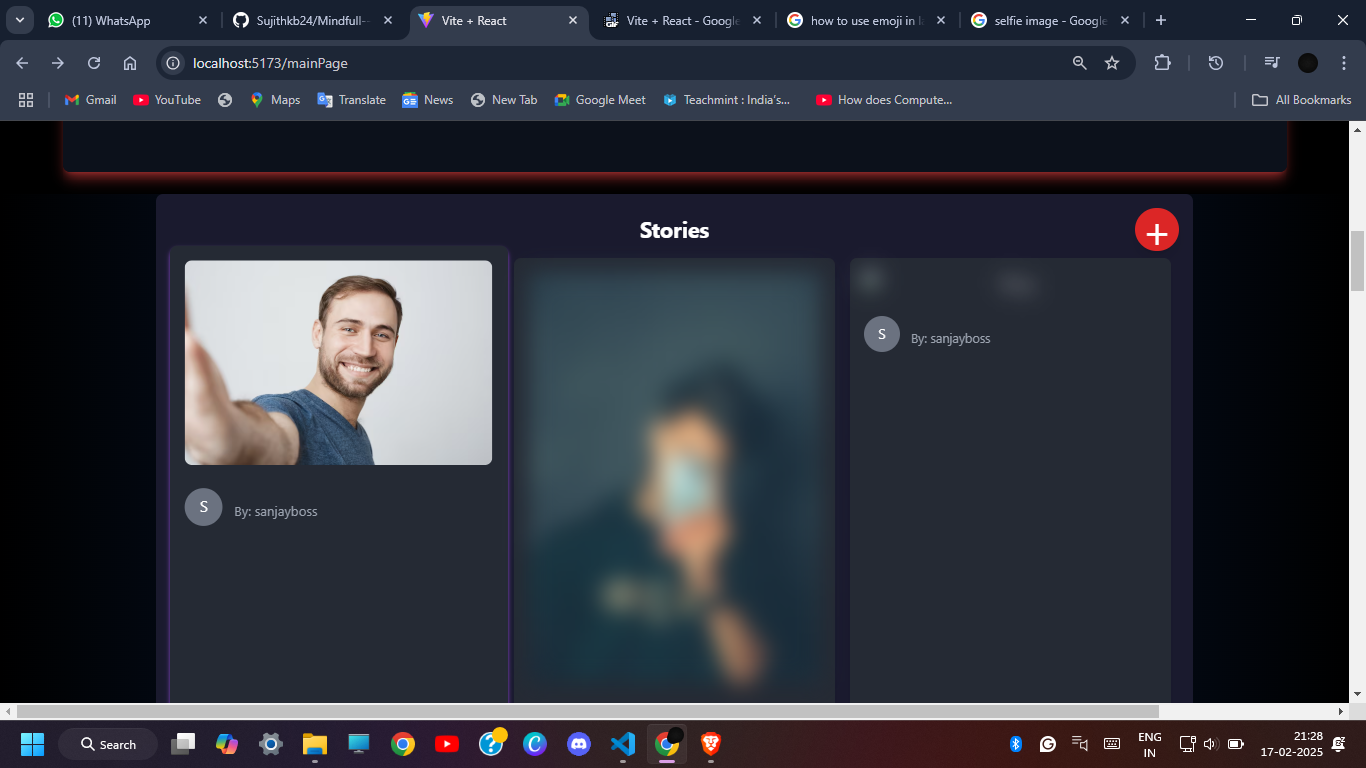 (11) WhatsApp
Sujithkb24/Mindfull-
Vite + React
Vite + React - Google
how to use emoji in
selfie image - Google
localhost:5173/mainPage
Gmail
YouTube
Maps
Translate
News
New Tab
Google Meet
Teachmint : India's...
How does Compute...
All Bookmarks
Stories
+
S
By: sanjayboss
S
By: sanjayboss
Search
ENG
IN
21:28
17-02-2025